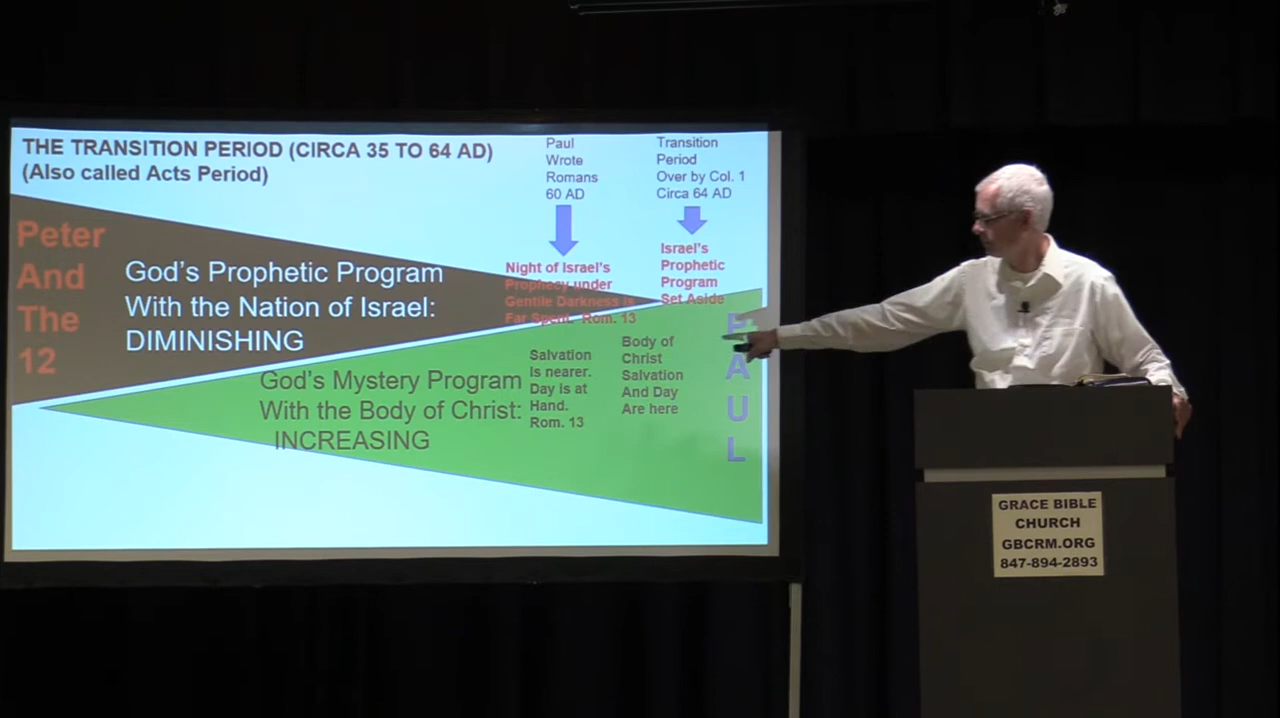 THE TRANSITION PERIOD (CIRCA 35 TO 64 AD)
(Also called Acts Period)
Paul
Wrote
Romans
60 AD
Transition
Period
Over by Col. 1
Circa 64 AD
Peter
And
The
12
God's Prophetic Program
With the Nation of Israel:
DIMINISHING
Night of Israel's
Prophecy under
Gentile Darkness is
Far Spent. Rom. 13
Israel's
Prophetic
Program
Set Aside
God's Mystery Program
With the Body of Christ:
INCREASING
Salvation
Is nearer.
Day is at
Hand.
Rom. 13
Body of
Christ
Salvation
And Day
Are here
P
A
U
L
GRACE BIBLE
CHURCH
GBCRM.ORG
847-894-2893